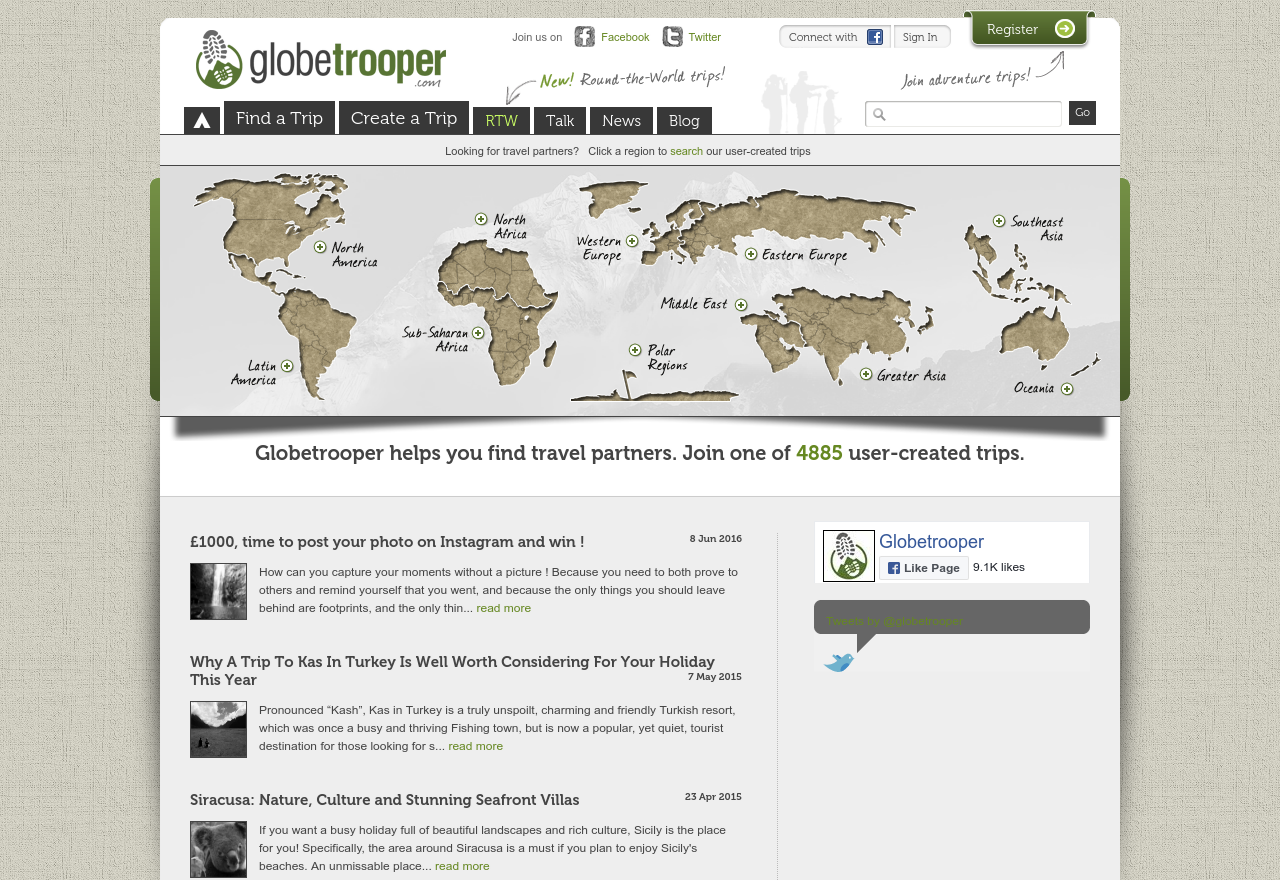 globetrooper
.com
Join us on
Facebook
Twitter
Connect with
Sign In
Register
New! Round-the-World trips!
Join adventure trips!
Find a Trip
Create a Trip
RTW
Talk
News
Blog
Go
Looking for travel partners? Click a region to search our user-created trips
North
America
North
Africa
Western
Europe
Eastern Europe
Southeast
Asia
Middle East
Sub-Saharan
Africa
Polar
Regions
Latin
America
Greater Asia
Oceania
Globetrooper helps you find travel partners. Join one of 4885 user-created trips.
£1000, time to post your photo on Instagram and win !
8 Jun 2016
How can you capture your moments without a picture ! Because you need to both prove to
others and remind yourself that you went, and because the only things you should leave
behind are footprints, and the only thin... read more
Why A Trip To Kas In Turkey Is Well Worth Considering For Your Holiday
This Year
7 May 2015
Pronounced “Kash”, Kas in Turkey is a truly unspoilt, charming and friendly Turkish resort,
which was once a busy and thriving Fishing town, but is now a popular, yet quiet, tourist
destination for those looking for s... read more
Siracusa: Nature, Culture and Stunning Seafront Villas
23 Apr 2015
If you want a busy holiday full of beautiful landscapes and rich culture, Sicily is the place
for you! Specifically, the area around Siracusa is a must if you plan to enjoy Sicily's
beaches. An unmissable place... read more
Globetrooper
Like Page
9.1K likes
Tweets by @globetrooper